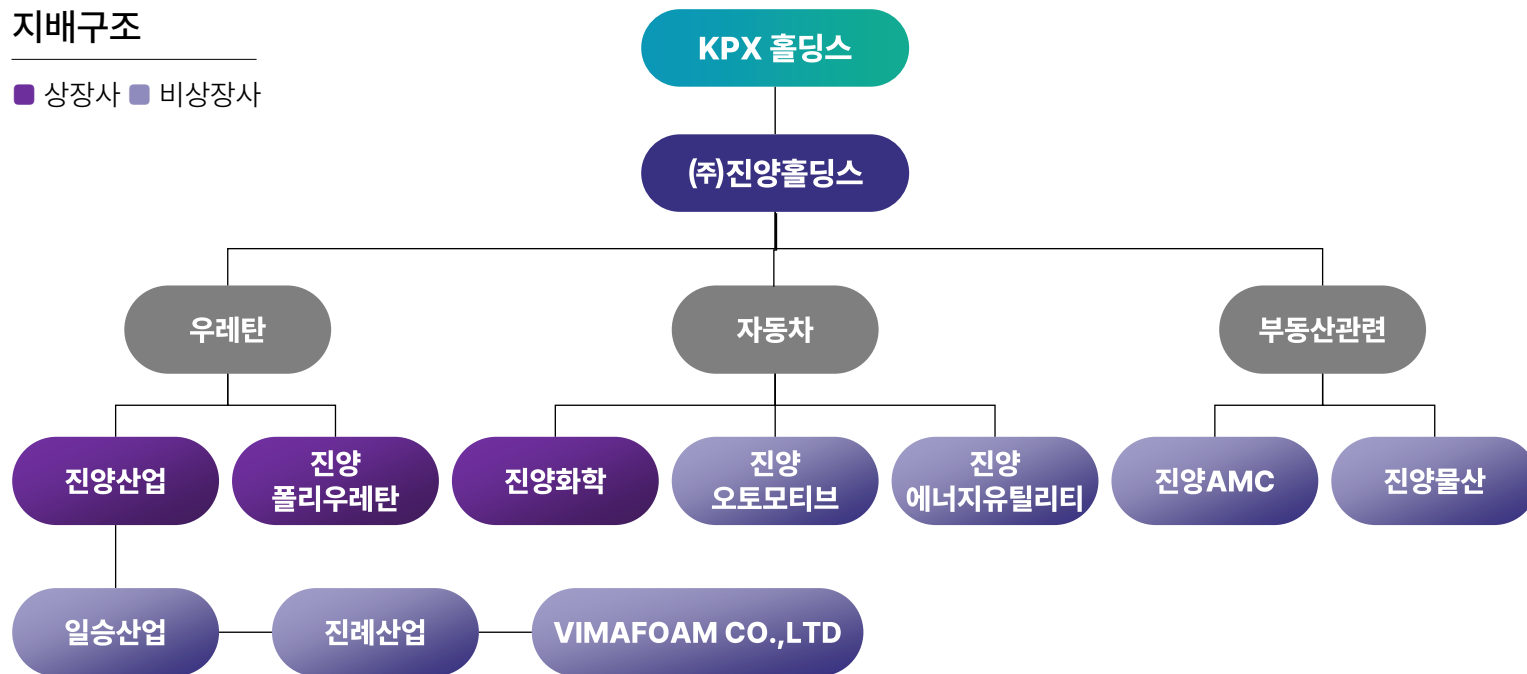 지배구조
상장사 비상장사
KPX 홀딩스
㈜진양홀딩스
우레탄
자동차
부동산관련
진양산업
진양
폴리우레탄
진양화학
진양
오토모티브
진양
에너지유틸리티
진양AMC
진양물산
일승산업
진례산업
VIMAFOAM CO.,LTD